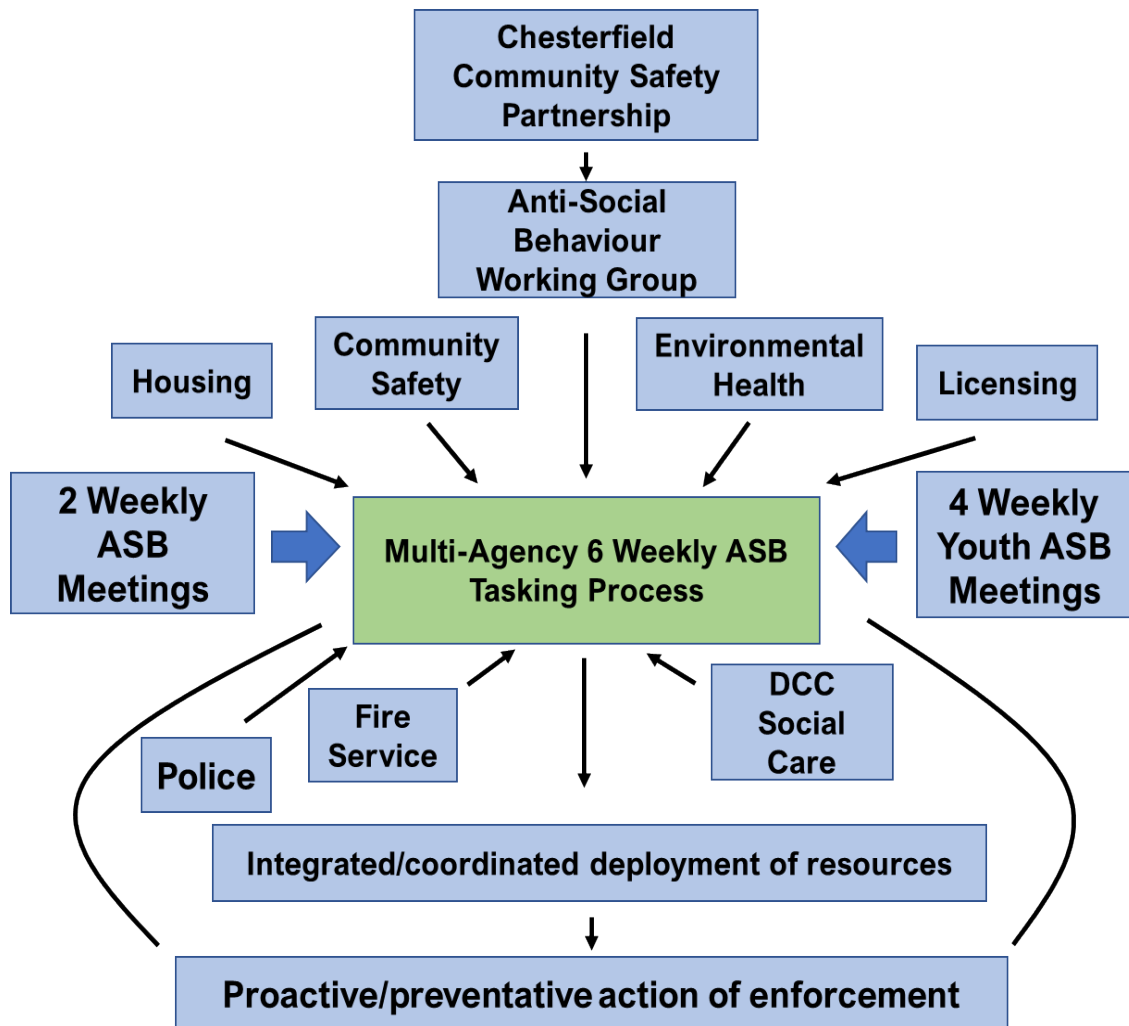 Chesterfield
Community Safety
Partnership
Anti-Social
Behaviour
Working Group
Housing
Community
Safety
Environmental
Health
Licensing
2 Weekly
ASB
Meetings
Multi-Agency 6 Weekly ASB
Tasking Process
4 Weekly
Youth ASB
Meetings
Police
Fire
Service
DCC
Social
Care
Integrated/coordinated deployment of resources
Proactive/preventative action of enforcement